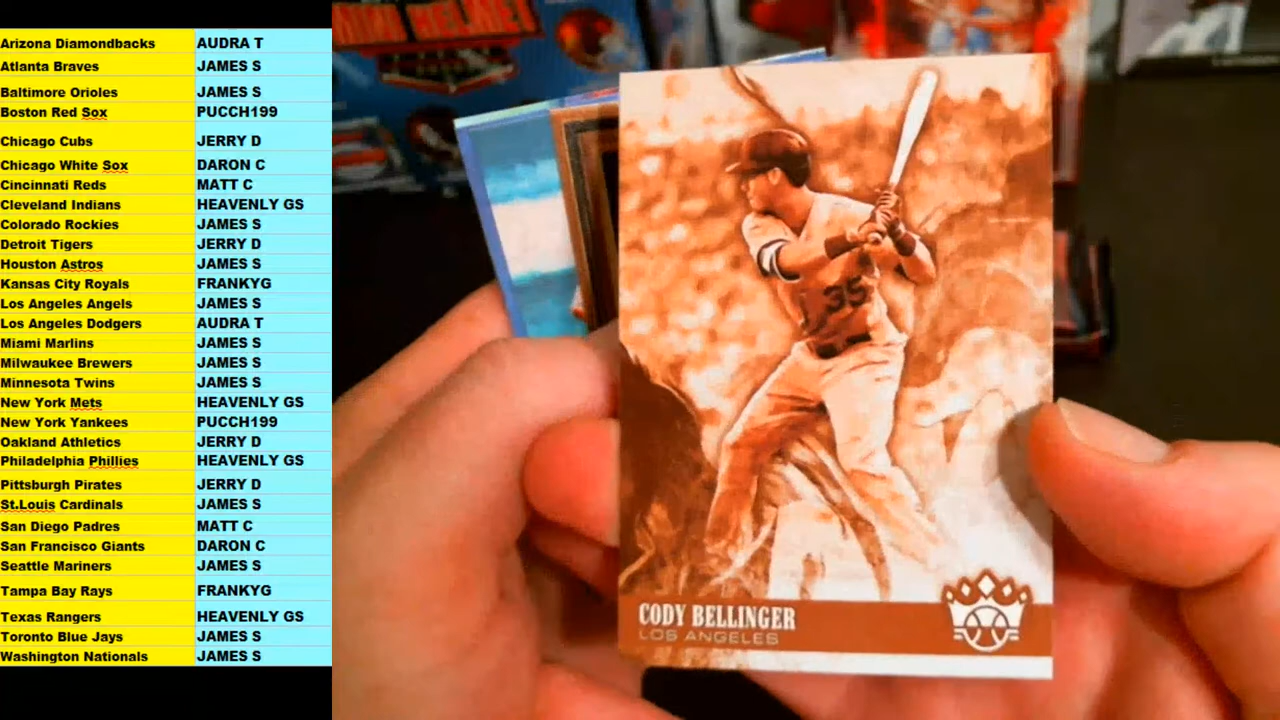 Arizona Diamondbacks AUDRA T
Atlanta Braves JAMES S
Baltimore Orioles JAMES S
Boston Red Sox PUCCH199
Chicago Cubs JERRY D
Chicago White Sox DARON C
Cincinnati Reds MATT C
Cleveland Indians HEAVENLY GS
Colorado Rockies JAMES S
Detroit Tigers JERRY D
Houston Astros JAMES S
Kansas City Royals FRANKYG
Los Angeles Angels JAMES S
Los Angeles Dodgers AUDRA T
Miami Marlins JAMES S
Milwaukee Brewers JAMES S
Minnesota Twins JAMES S
New York Mets HEAVENLY GS
New York Yankees PUCCH199
Oakland Athletics JERRY D
Philadelphia Phillies HEAVENLY GS
Pittsburgh Pirates JERRY D
St.Louis Cardinals JAMES S
San Diego Padres MATT C
San Francisco Giants DARON C
Seattle Mariners JAMES S
Tampa Bay Rays FRANKYG
Texas Rangers HEAVENLY GS
Toronto Blue Jays JAMES S
Washington Nationals JAMES S
MINI HELMET
35
CODY BELLINGER
LOS ANGELES